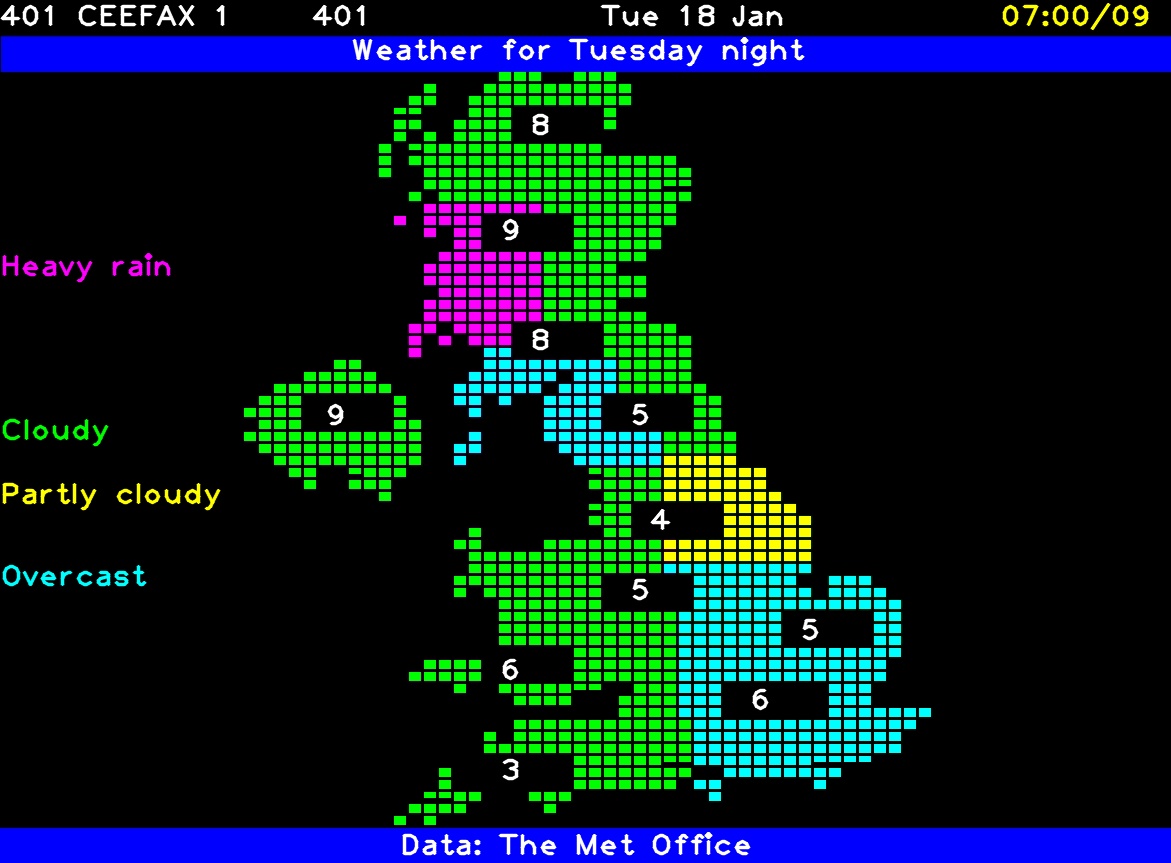 401 CEEFAX 1 401 Tue 18 Jan 07:00/09
Weather for Tuesday night
8
9
Heavy rain
8
9 5
Cloudy
Partly cloudy
4
Overcast
5
5
6
6
3
Data: The Met Office